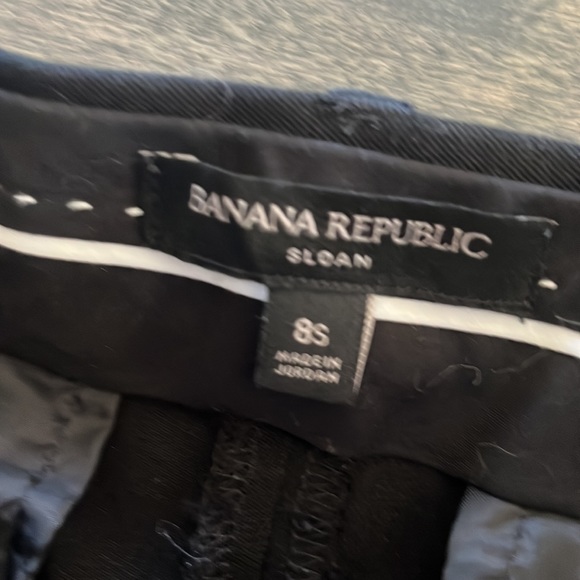 BANANA REPUBLIC
SLOAN
8S
MADE IN
JORDAN